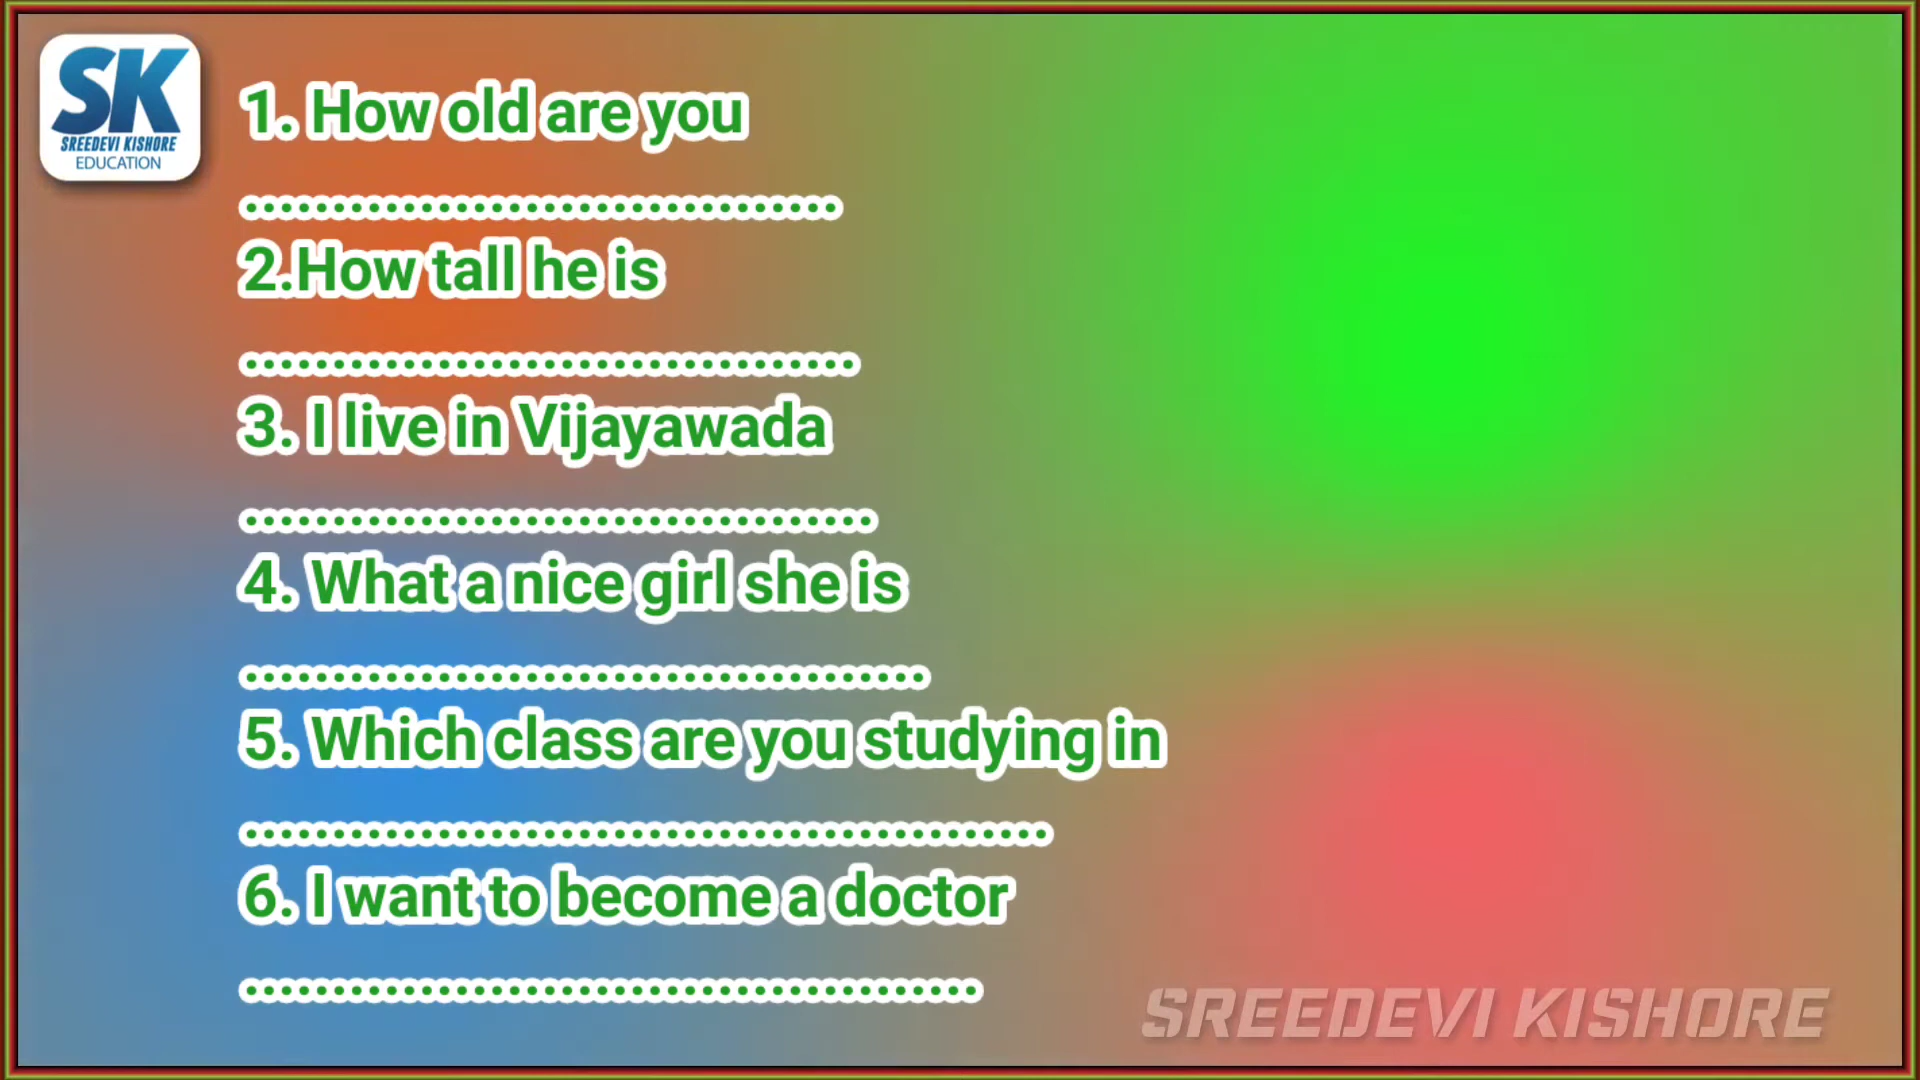 SK
SREEDEVI KISHORE
EDUCATION
1. How old are you
..................................
2.How tall he is
...................................
3. I live in Vijayawada
....................................
4. What a nice girl she is
.......................................
5. Which class are you studying in
..............................................
6. I want to become a doctor
..........................................
SREEDEVI KISHORE